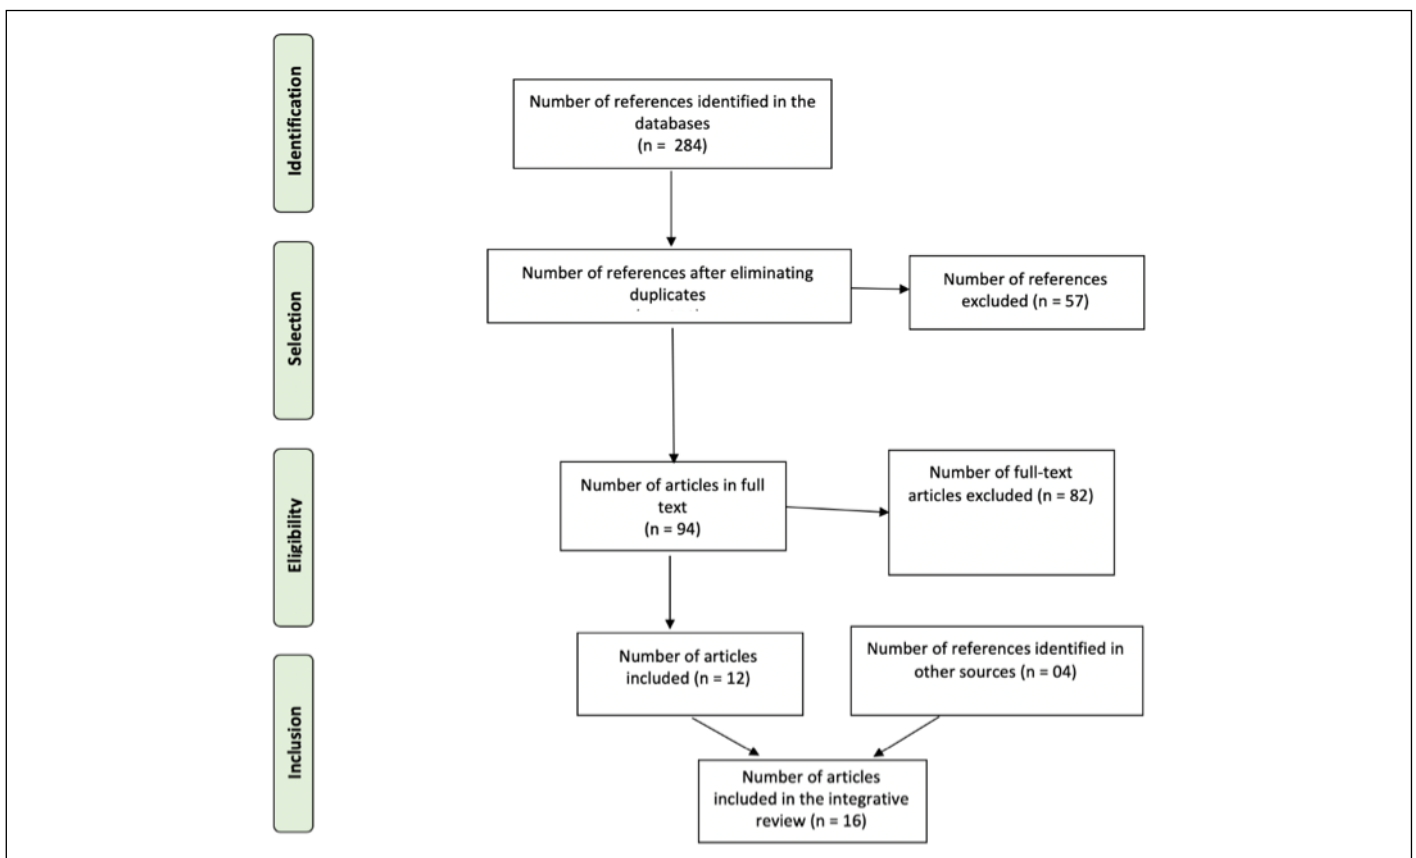 Identification
Number of references identified in the
databases
(n =  284)
Selection
Number of references after eliminating
duplicates
Number of references
excluded (n = 57)
Eligibility
Number of articles in full
text
(n = 94)
Number of full-text
articles excluded (n = 82)
Inclusion
Number of articles
included (n = 12)
Number of references identified in
other sources (n = 04)
Number of articles
included in the integrative
review (n = 16)